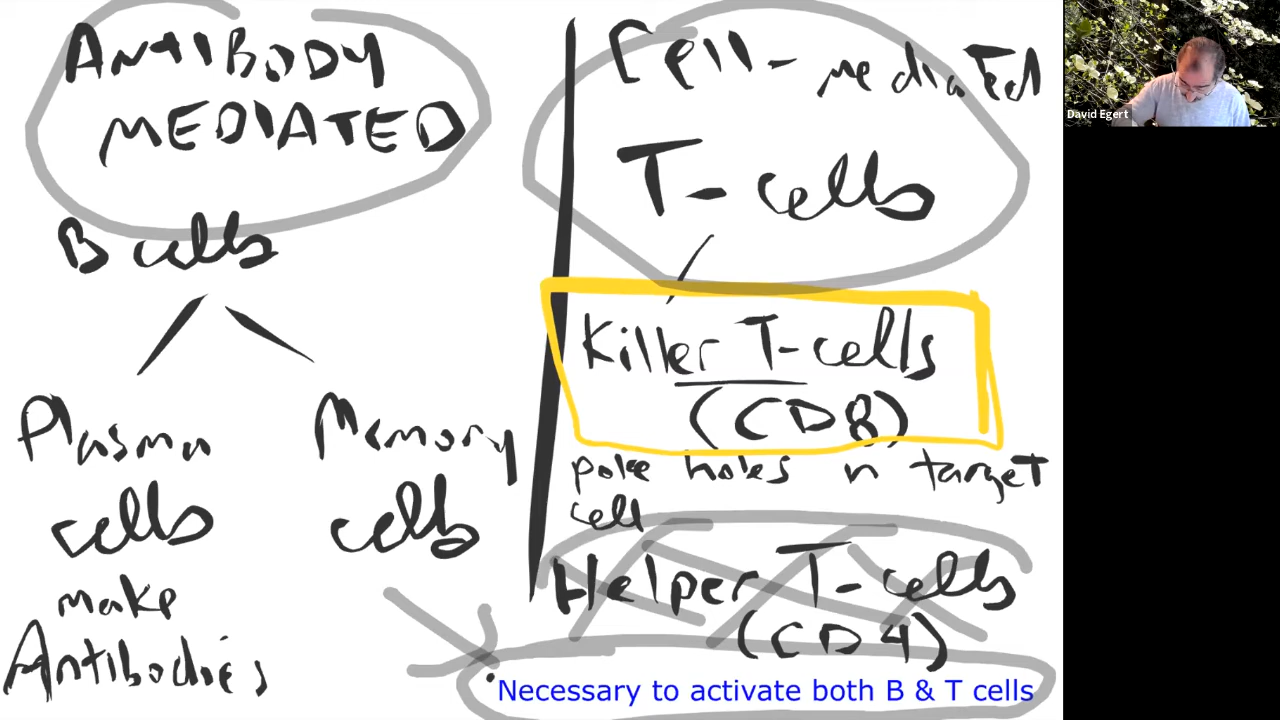 ANTIBODY
MEDIATED
B cells
Plasma
cells
make
Antibodies
Memory
cells
Cell-mediated
T-cells
Killer T-cells
(CD8)
poke holes n target
cell
Helper T-cells
(CD4)
Necessary to activate both B & T cells
David Egert